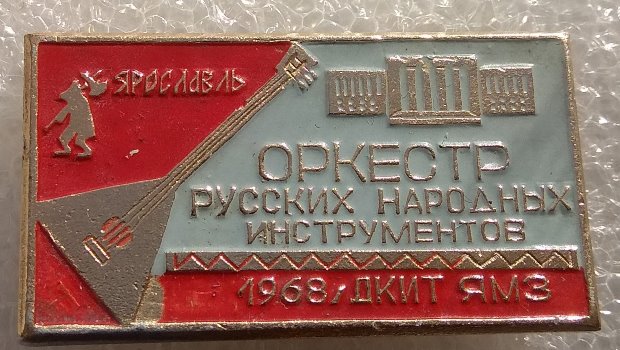 ЯРОСЛАВЛЬ
ОРКЕСТР
РУССКИХ НАРОДНЫХ
ИНСТРУМЕНТОВ
1968, ДКИТ ЯМЗ